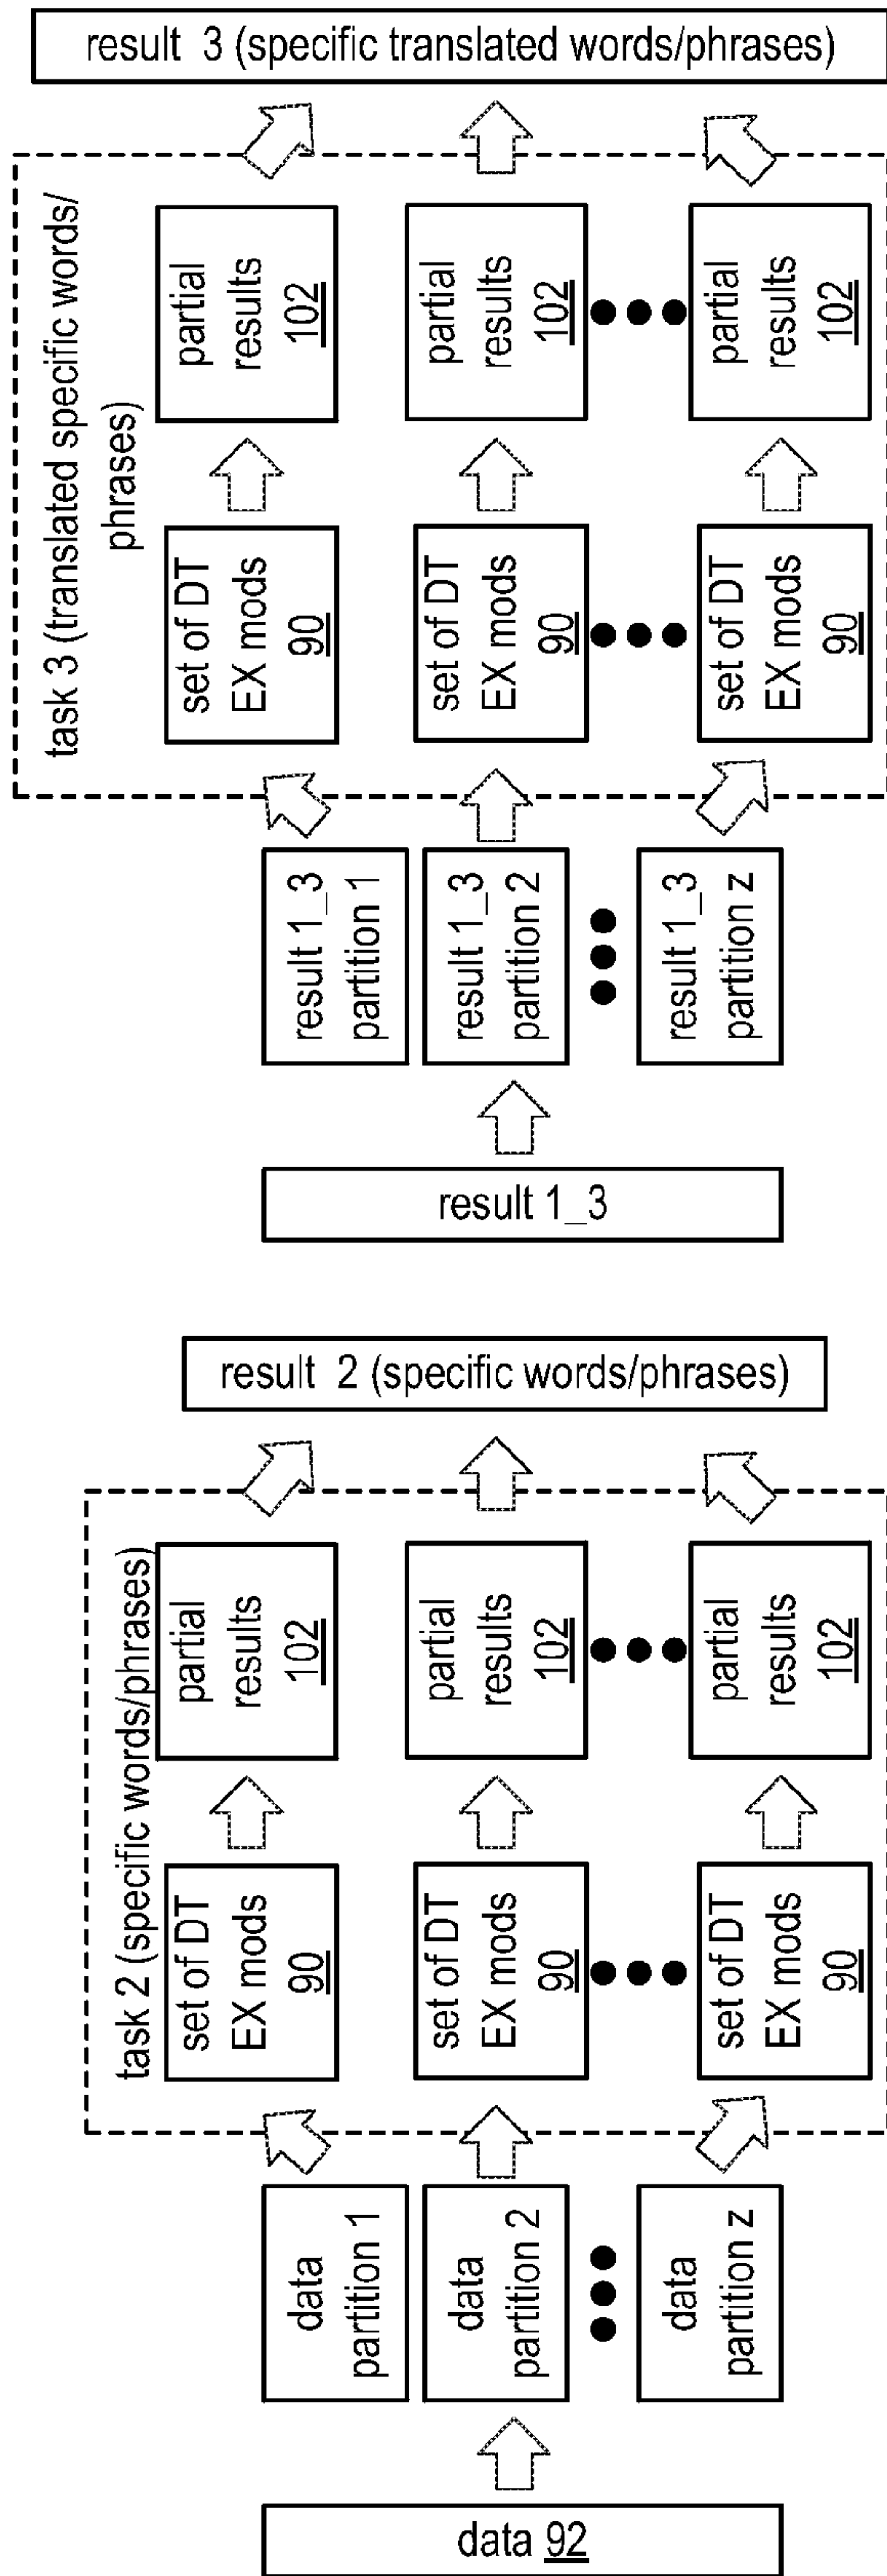 data 92
data
partition 1
data
partition 2
data
partition z
task 2 (specific words/phrases)
set of DT
EX mods
90
set of DT
EX mods
90
set of DT
EX mods
90
partial
results
102
partial
results
102
partial
results
102
result 2 (specific words/phrases)
result 1_3
result 1_3
partition 1
result 1_3
partition 2
result 1_3
partition z
task 3 (translated specific words/
phrases)
set of DT
EX mods
90
set of DT
EX mods
90
set of DT
EX mods
90
partial
results
102
partial
results
102
partial
results
102
result 3 (specific translated words/phrases)